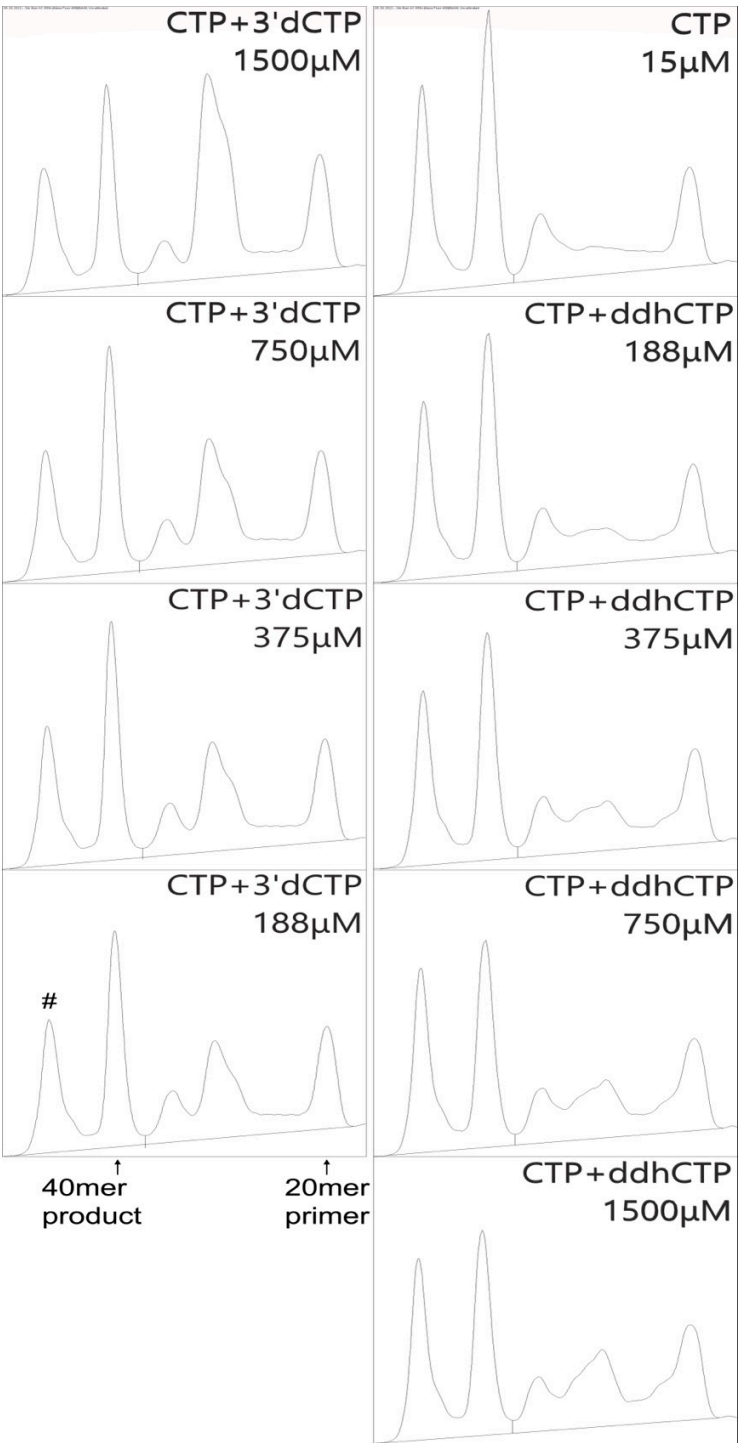 CTP+3'dCTP
1500µM
CTP
15µM
CTP+3'dCTP
750µM
CTP+ddhCTP
188µM
CTP+3'dCTP
375µM
CTP+ddhCTP
375µM
CTP+3'dCTP
188µM
#
CTP+ddhCTP
750µM
40mer
product
20mer
primer
CTP+ddhCTP
1500µM